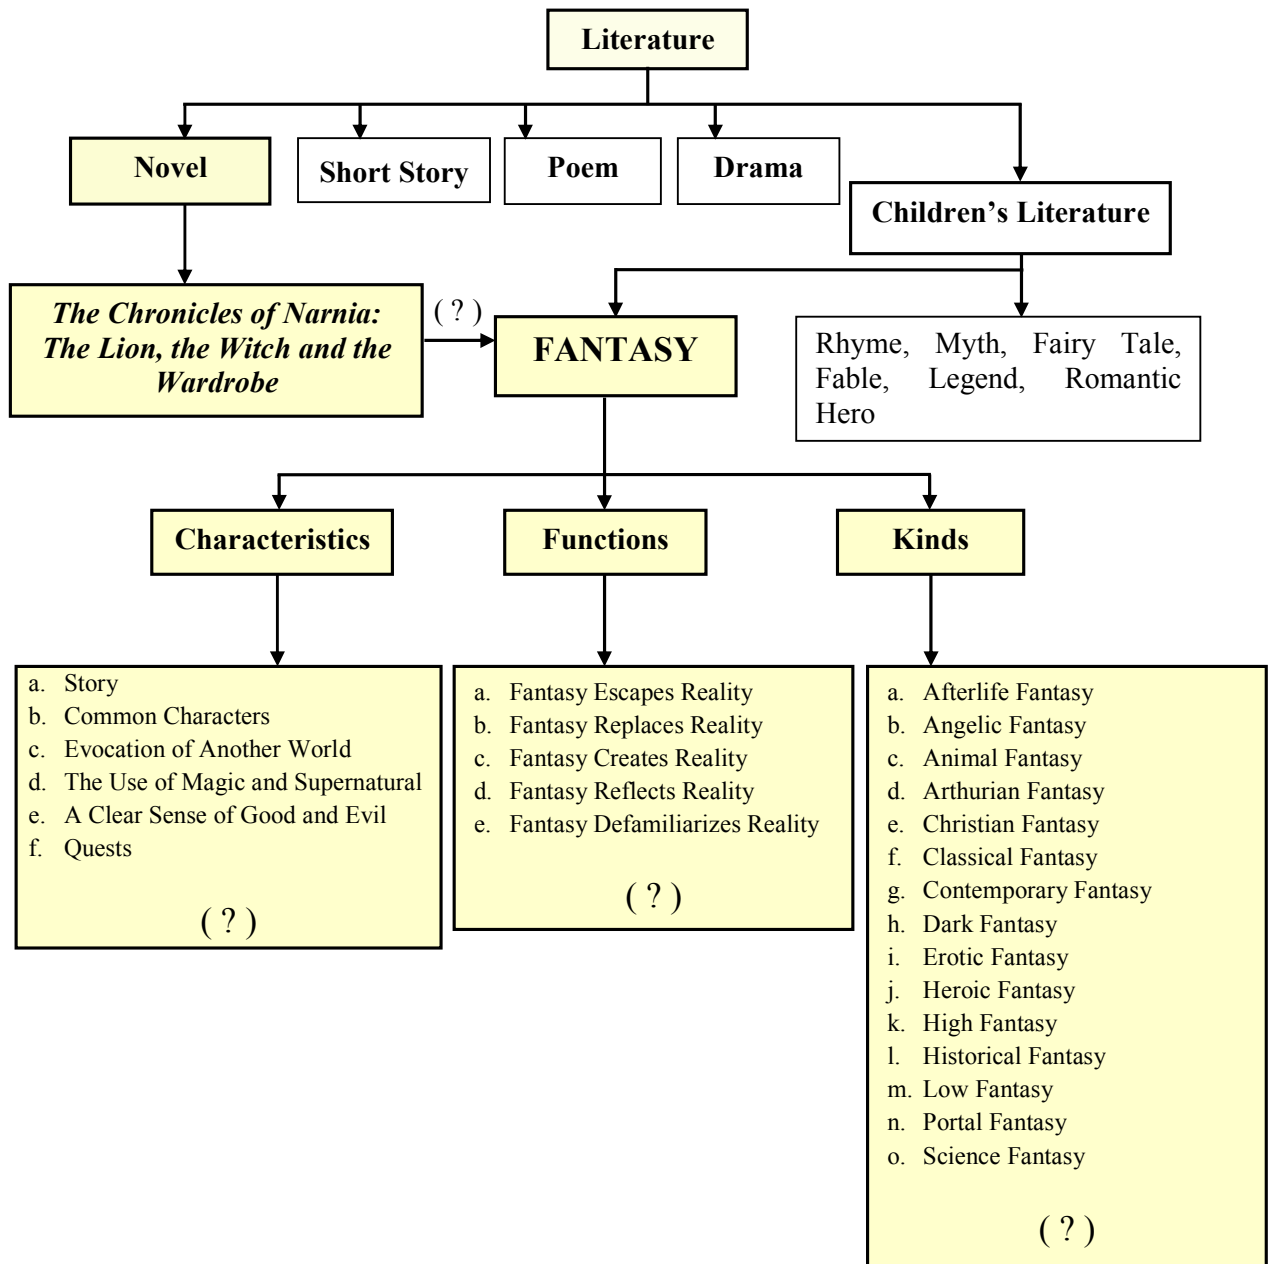 Literature
Novel
Short Story
Poem
Drama
Children’s Literature
The Chronicles of Narnia:
The Lion, the Witch and the
Wardrobe
( ? )
FANTASY
Rhyme, Myth, Fairy Tale,
Fable, Legend, Romantic
Hero
Characteristics
Functions
Kinds
a. Story
b. Common Characters
c. Evocation of Another World
d. The Use of Magic and Supernatural
e. A Clear Sense of Good and Evil
f. Quests
( ? )
a. Fantasy Escapes Reality
b. Fantasy Replaces Reality
c. Fantasy Creates Reality
d. Fantasy Reflects Reality
e. Fantasy Defamiliarizes Reality
( ? )
a. Afterlife Fantasy
b. Angelic Fantasy
c. Animal Fantasy
d. Arthurian Fantasy
e. Christian Fantasy
f. Classical Fantasy
g. Contemporary Fantasy
h. Dark Fantasy
i. Erotic Fantasy
j. Heroic Fantasy
k. High Fantasy
l. Historical Fantasy
m. Low Fantasy
n. Portal Fantasy
o. Science Fantasy
( ? )